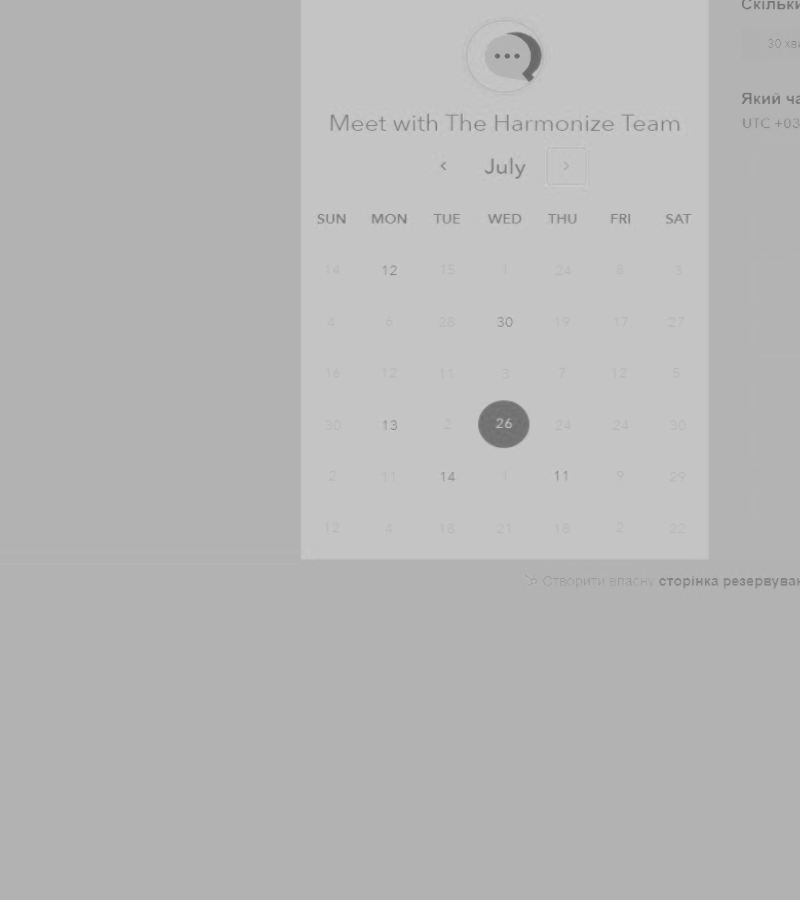 Meet with The Harmonize Team
July
SUN MON TUE WED THU FRI SAT
14 12 15 1 24 8 3
4 6 28 30 19 17 27
16 12 11 3 7 12 5
30 13 2 26 24 24 30
2 11 14 1 11 9 29
12 4 18 21 18 2 22
Скільки
30 хв
Який ча
UTC +03
Створити власну сторінка резервуван